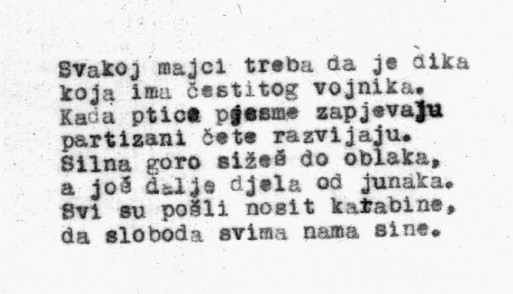 Svakoj majci treba da je dika
koja ima čestitog vojnika.
Kada ptice pjesme zapjevaju
partizani čete razvijaju.
Silna goro sižeš do oblaka,
a još dalje djela od junaka.
Svi su pošli nosit karabine,
da sloboda svima nama sine.